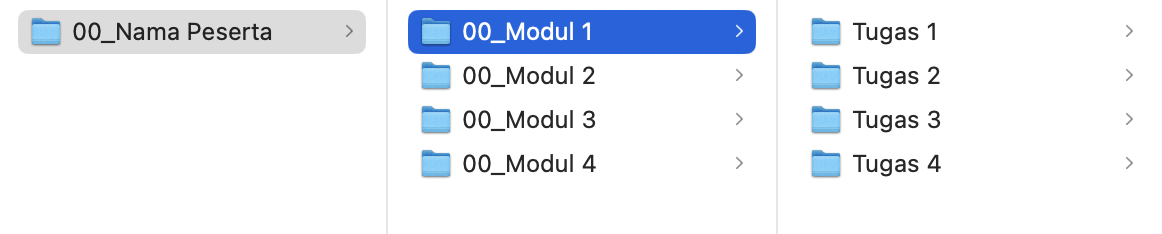 00_Nama Peserta
00_Modul 1
00_Modul 2
00_Modul 3
00_Modul 4
Tugas 1
Tugas 2
Tugas 3
Tugas 4